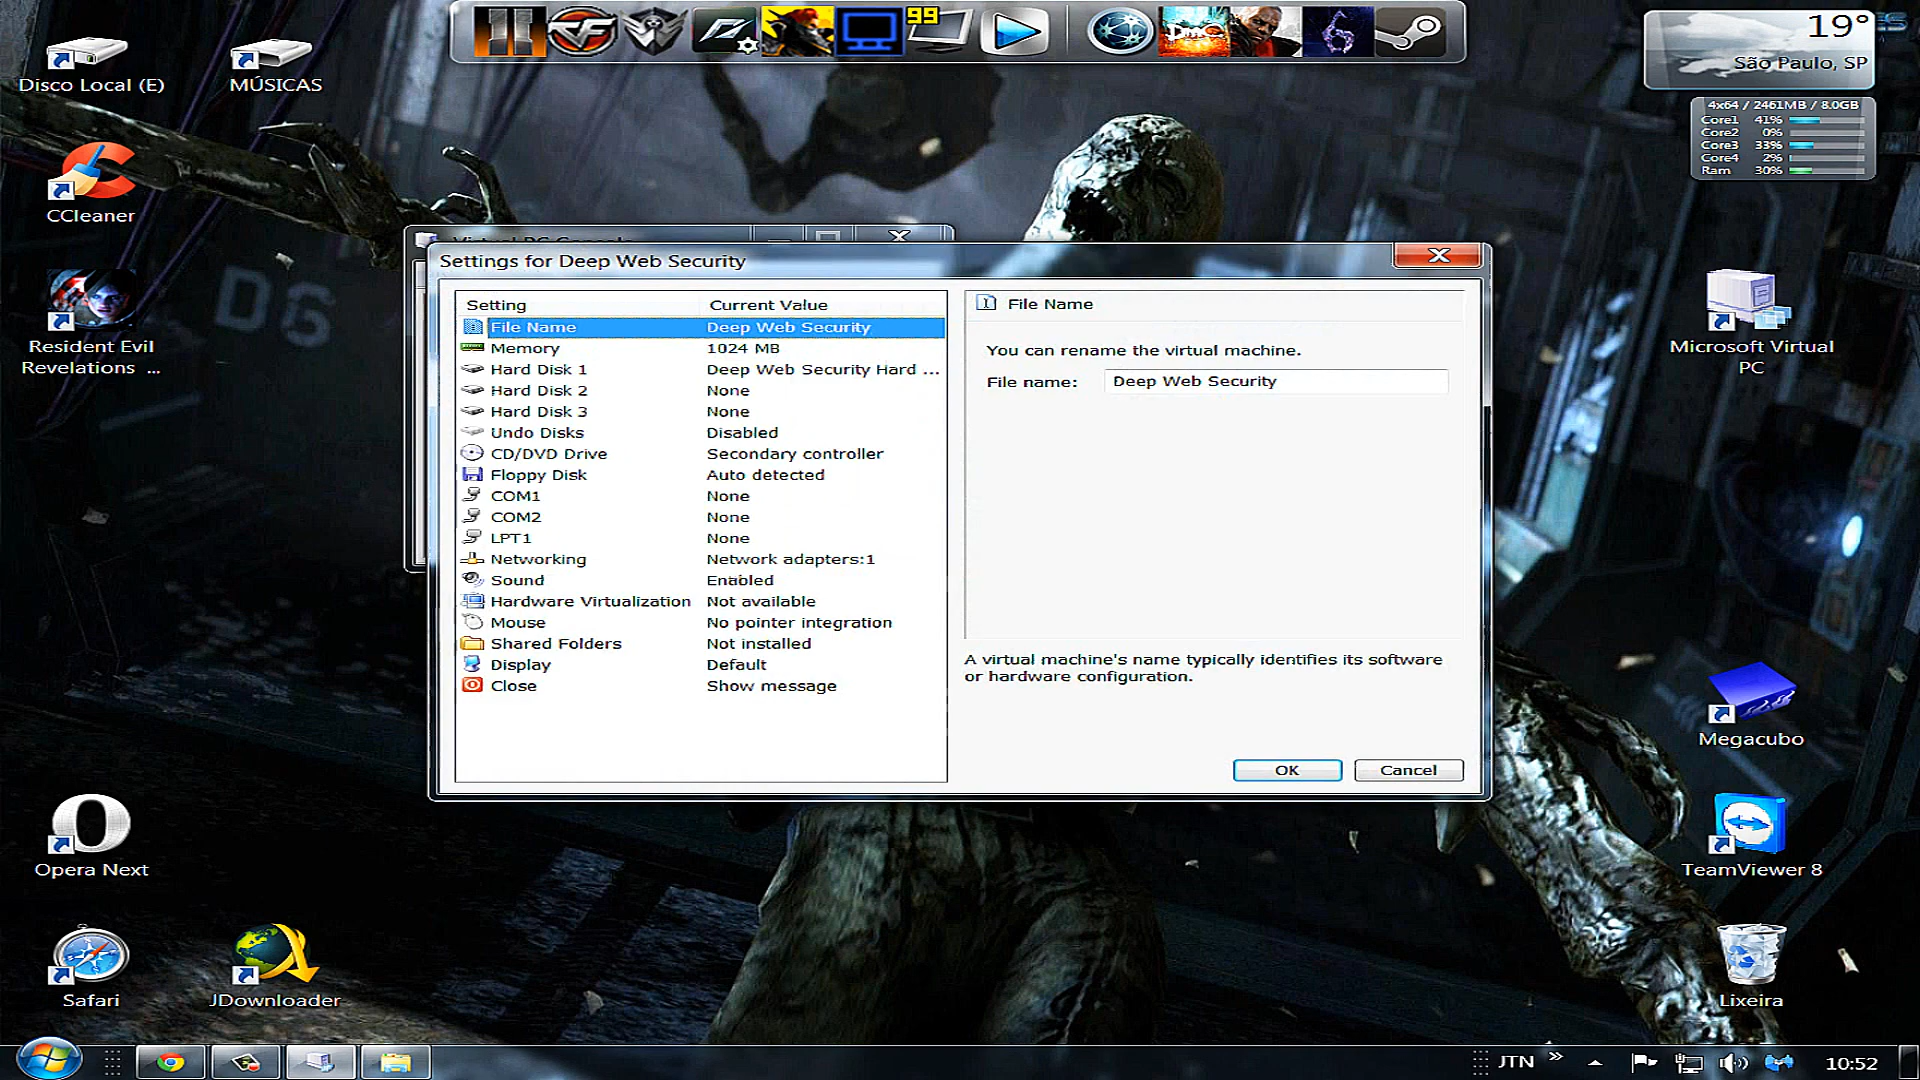 Disco Local (E)
MÚSICAS
CCleaner
Resident Evil
Revelations ...
Opera Next
Safari
JDownloader
99
DmC
6
19°
São Paulo, SP
4x64 / 2461MB / 8.0GB
Core1 41%
Core2 0%
Core3 33%
Core4 2%
Ram 30%
D6
Virtual PC Console
Settings for Deep Web Security
Setting Current Value
File Name Deep Web Security
Memory 1024 MB
Hard Disk 1 Deep Web Security Hard ...
Hard Disk 2 None
Hard Disk 3 None
Undo Disks Disabled
CD/DVD Drive Secondary controller
Floppy Disk Auto detected
COM1 None
COM2 None
LPT1 None
Networking Network adapters:1
Sound Enabled
Hardware Virtualization Not available
Mouse No pointer integration
Shared Folders Not installed
Display Default
Close Show message
File Name
You can rename the virtual machine.
File name: Deep Web Security
A virtual machine's name typically identifies its software
or hardware configuration.
OK Cancel
Microsoft Virtual
PC
Megacubo
TeamViewer 8
Lixeira
JTN
10:52